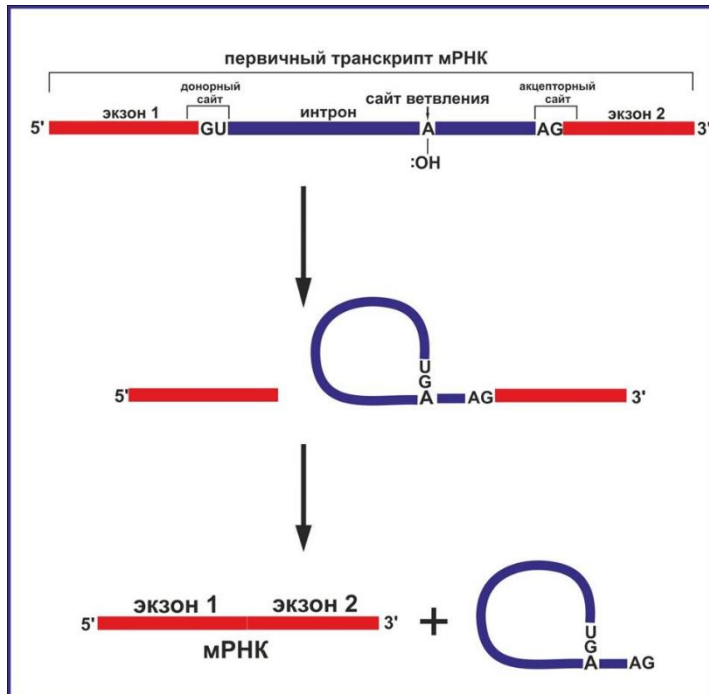 первичный транскрипт мРНК
донорный
сайт
акцепторный
сайт
экзон 1
интрон
сайт ветвления
экзон 2
5'
GU
A
AG
3'
:OH
5'
U
G
A
AG
3'
экзон 1
экзон 2
5'
3'
+
мРНК
U
G
A
AG